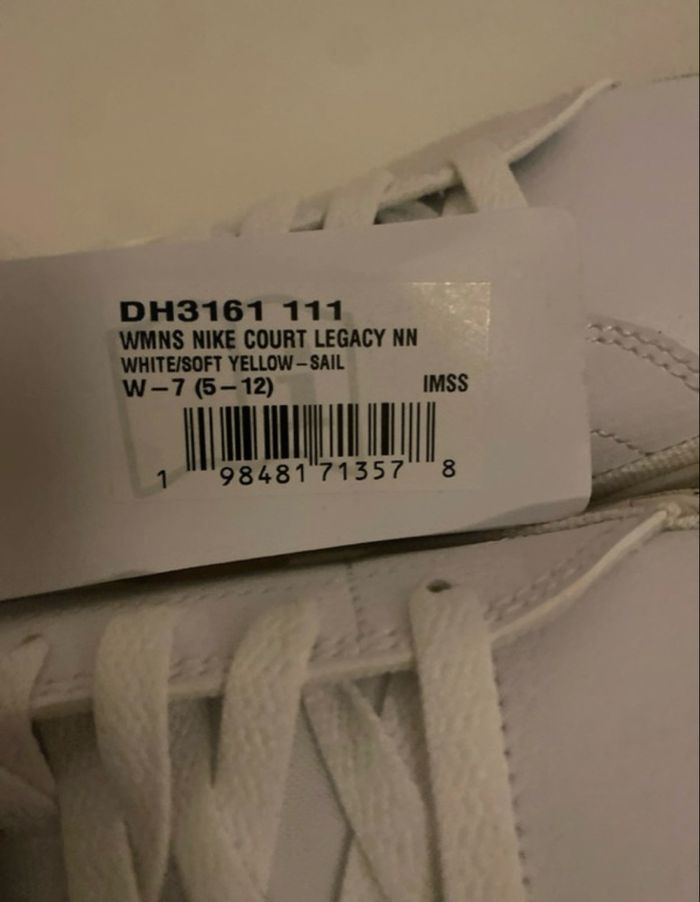 DH3161 111
WMNS NIKE COURT LEGACY NN
WHITE/SOFT YELLOW-SAIL
W-7 (5-12) IMSS
1 98481 71357 8